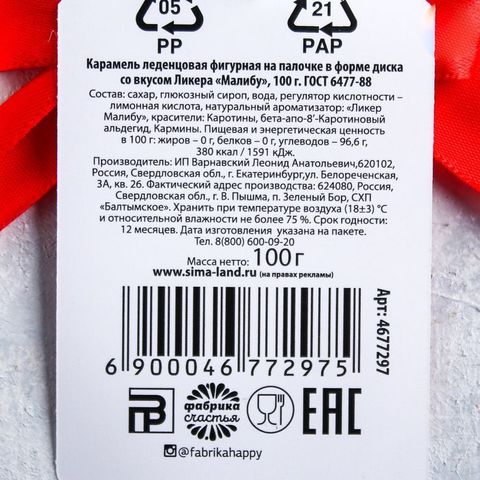 05 21
PP PAP
Карамель леденцовая фигурная на палочке в форме диска
со вкусом Ликера «Малибу», 100 г. ГОСТ 6477-88
Состав: сахар, глюкозный сироп, вода, регулятор кислотности –
лимонная кислота, натуральный ароматизатор: «Ликер
Малибу», красители: Каротины, бета-апо-8'-Каротиновый
альдегид, Кармины. Пищевая и энергетическая ценность
в 100 г: жиров – 0 г, белков – 0 г, углеводов – 96,6 г,
380 ккал / 1591 кДж.
Производитель: ИП Варнавский Леонид Анатольевич,620102,
Россия, Свердловская обл., г. Екатеринбург,ул. Белореченская,
3А, кв. 26. Фактический адрес производства: 624080, Россия,
Свердловская обл., г. В. Пышма, п. Зеленый Бор, СХП
«Балтымское». Хранить при температуре воздуха (18±3) °C
и относительной влажности не более 75 %. Срок годности:
12 месяцев. Дата изготовления указана на пакете.
Тел. 8(800) 600-09-20
Масса нетто: 100 г
www.sima-land.ru (на правах рекламы)
Арт: 4677297
6 900046 772975
фабрика
счастья
EAC
@fabrikahappy